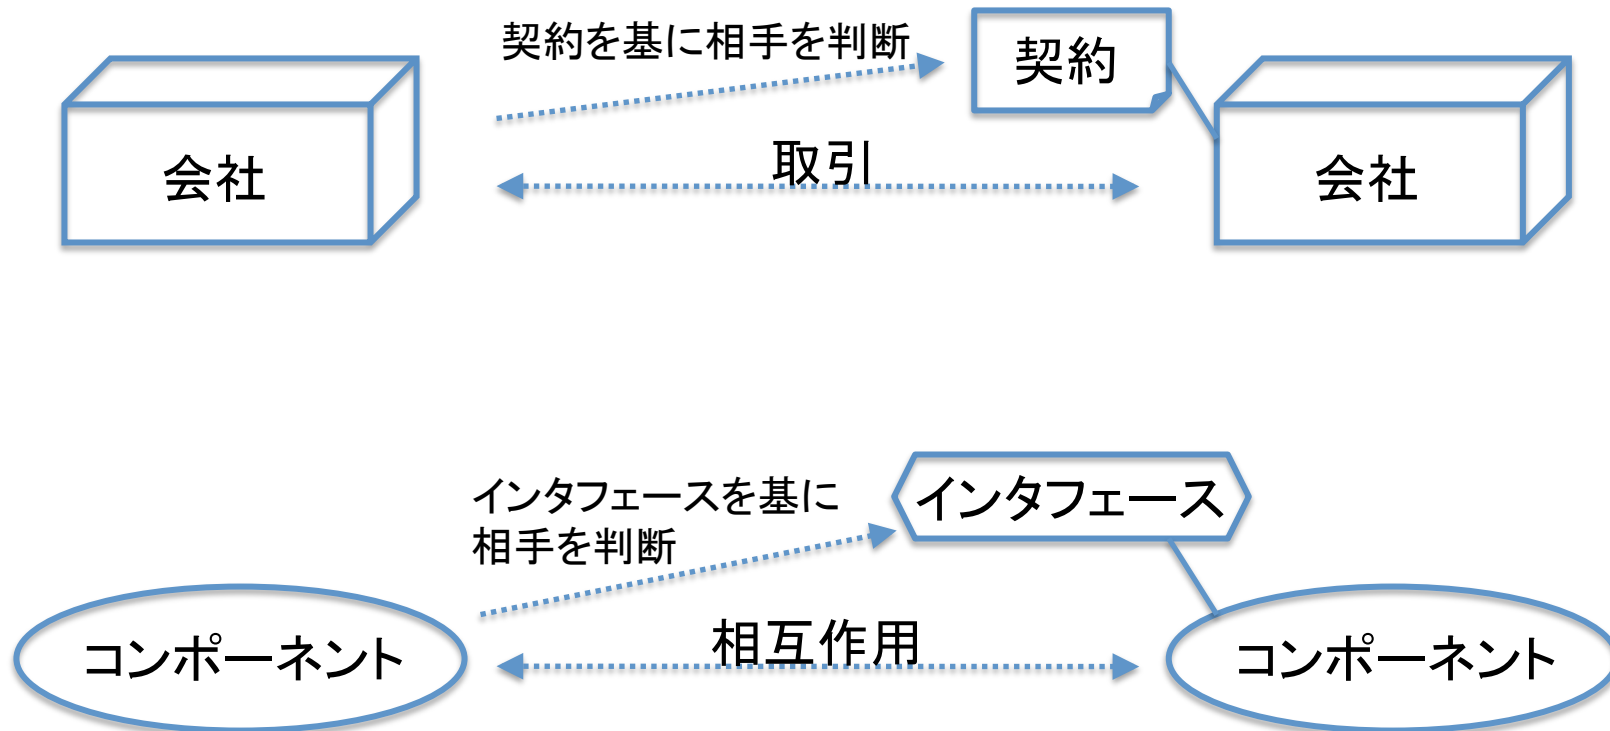 契約を基に相手を判断
契約
会社
取引
会社
インタフェースを基に
相手を判断
インタフェース
コンポーネント
相互作用
コンポーネント